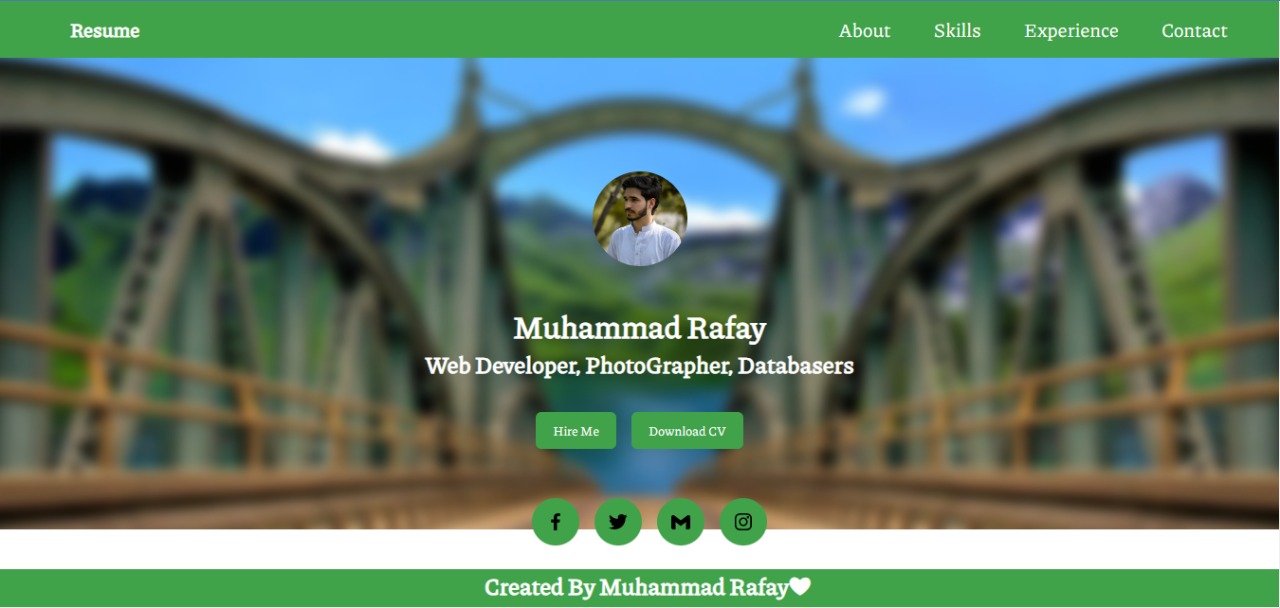 Resume About Skills Experience Contact
Muhammad Rafay
Web Developer, PhotoGrapher, Databasers
Hire Me Download CV
Created By Muhammad Rafay🤍